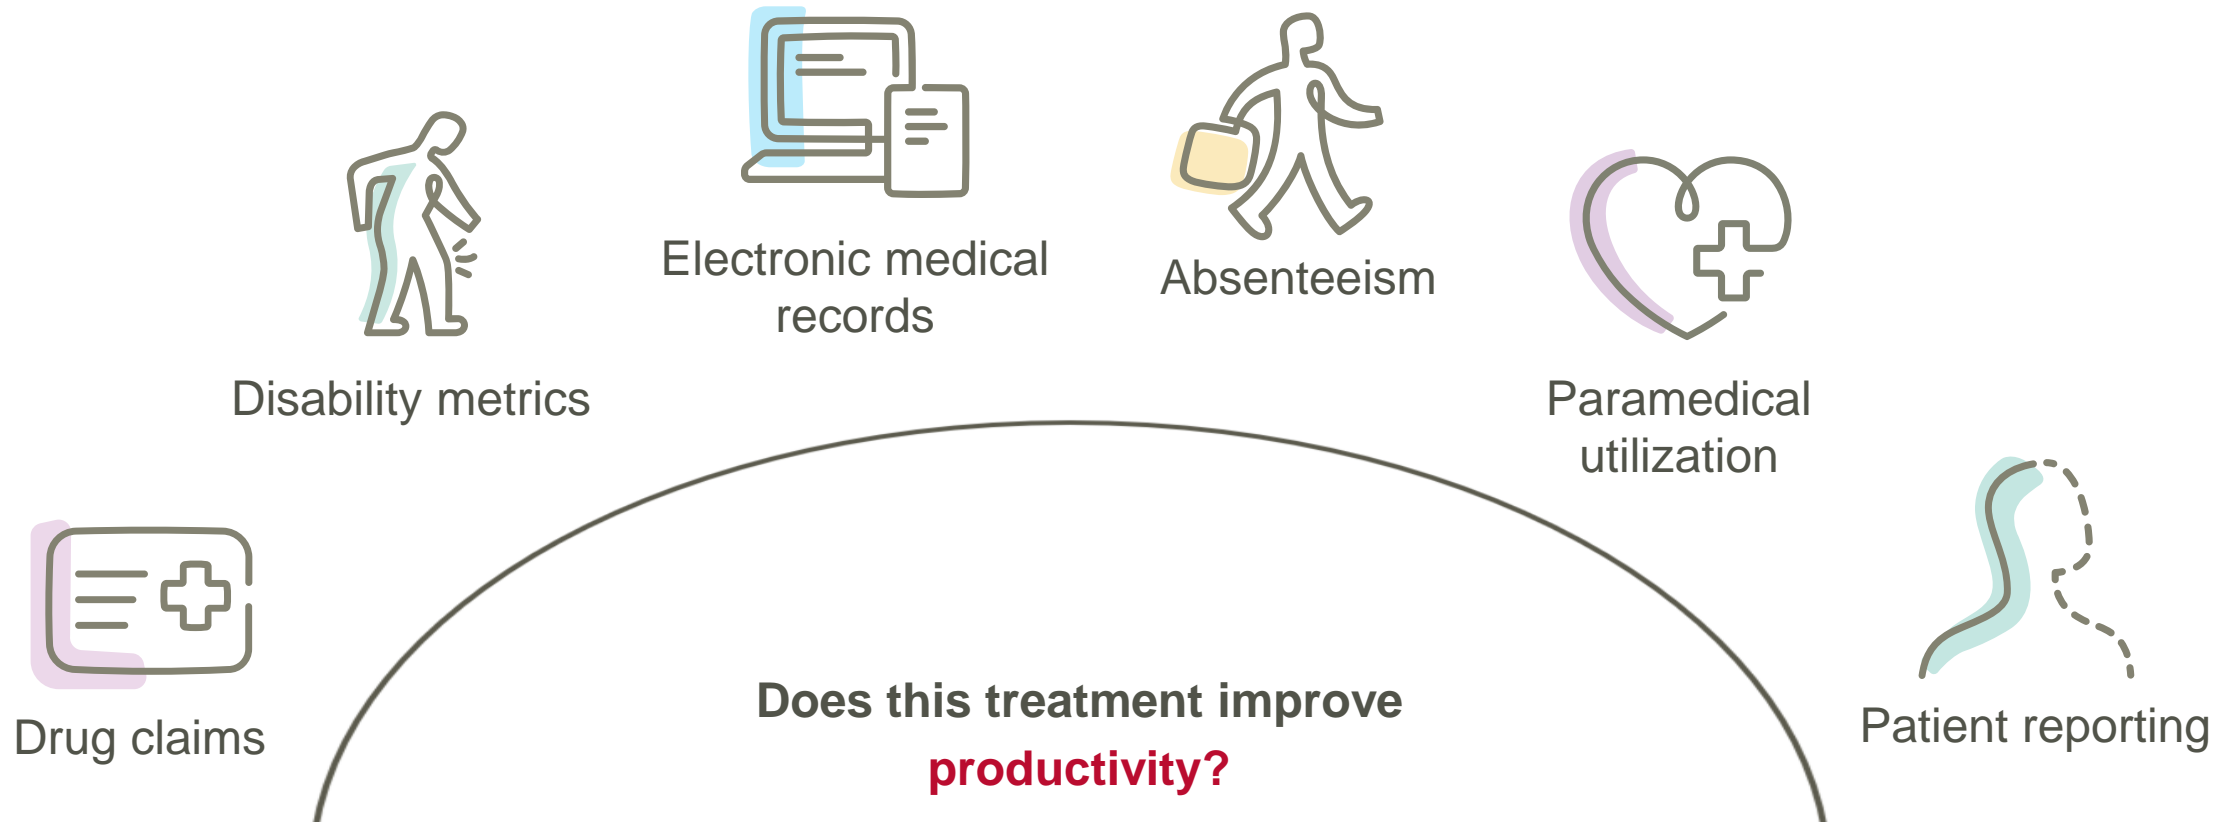 Drug claims
Disability metrics
Electronic medical
records
Absenteeism
Paramedical
utilization
Patient reporting
Does this treatment improve
productivity?